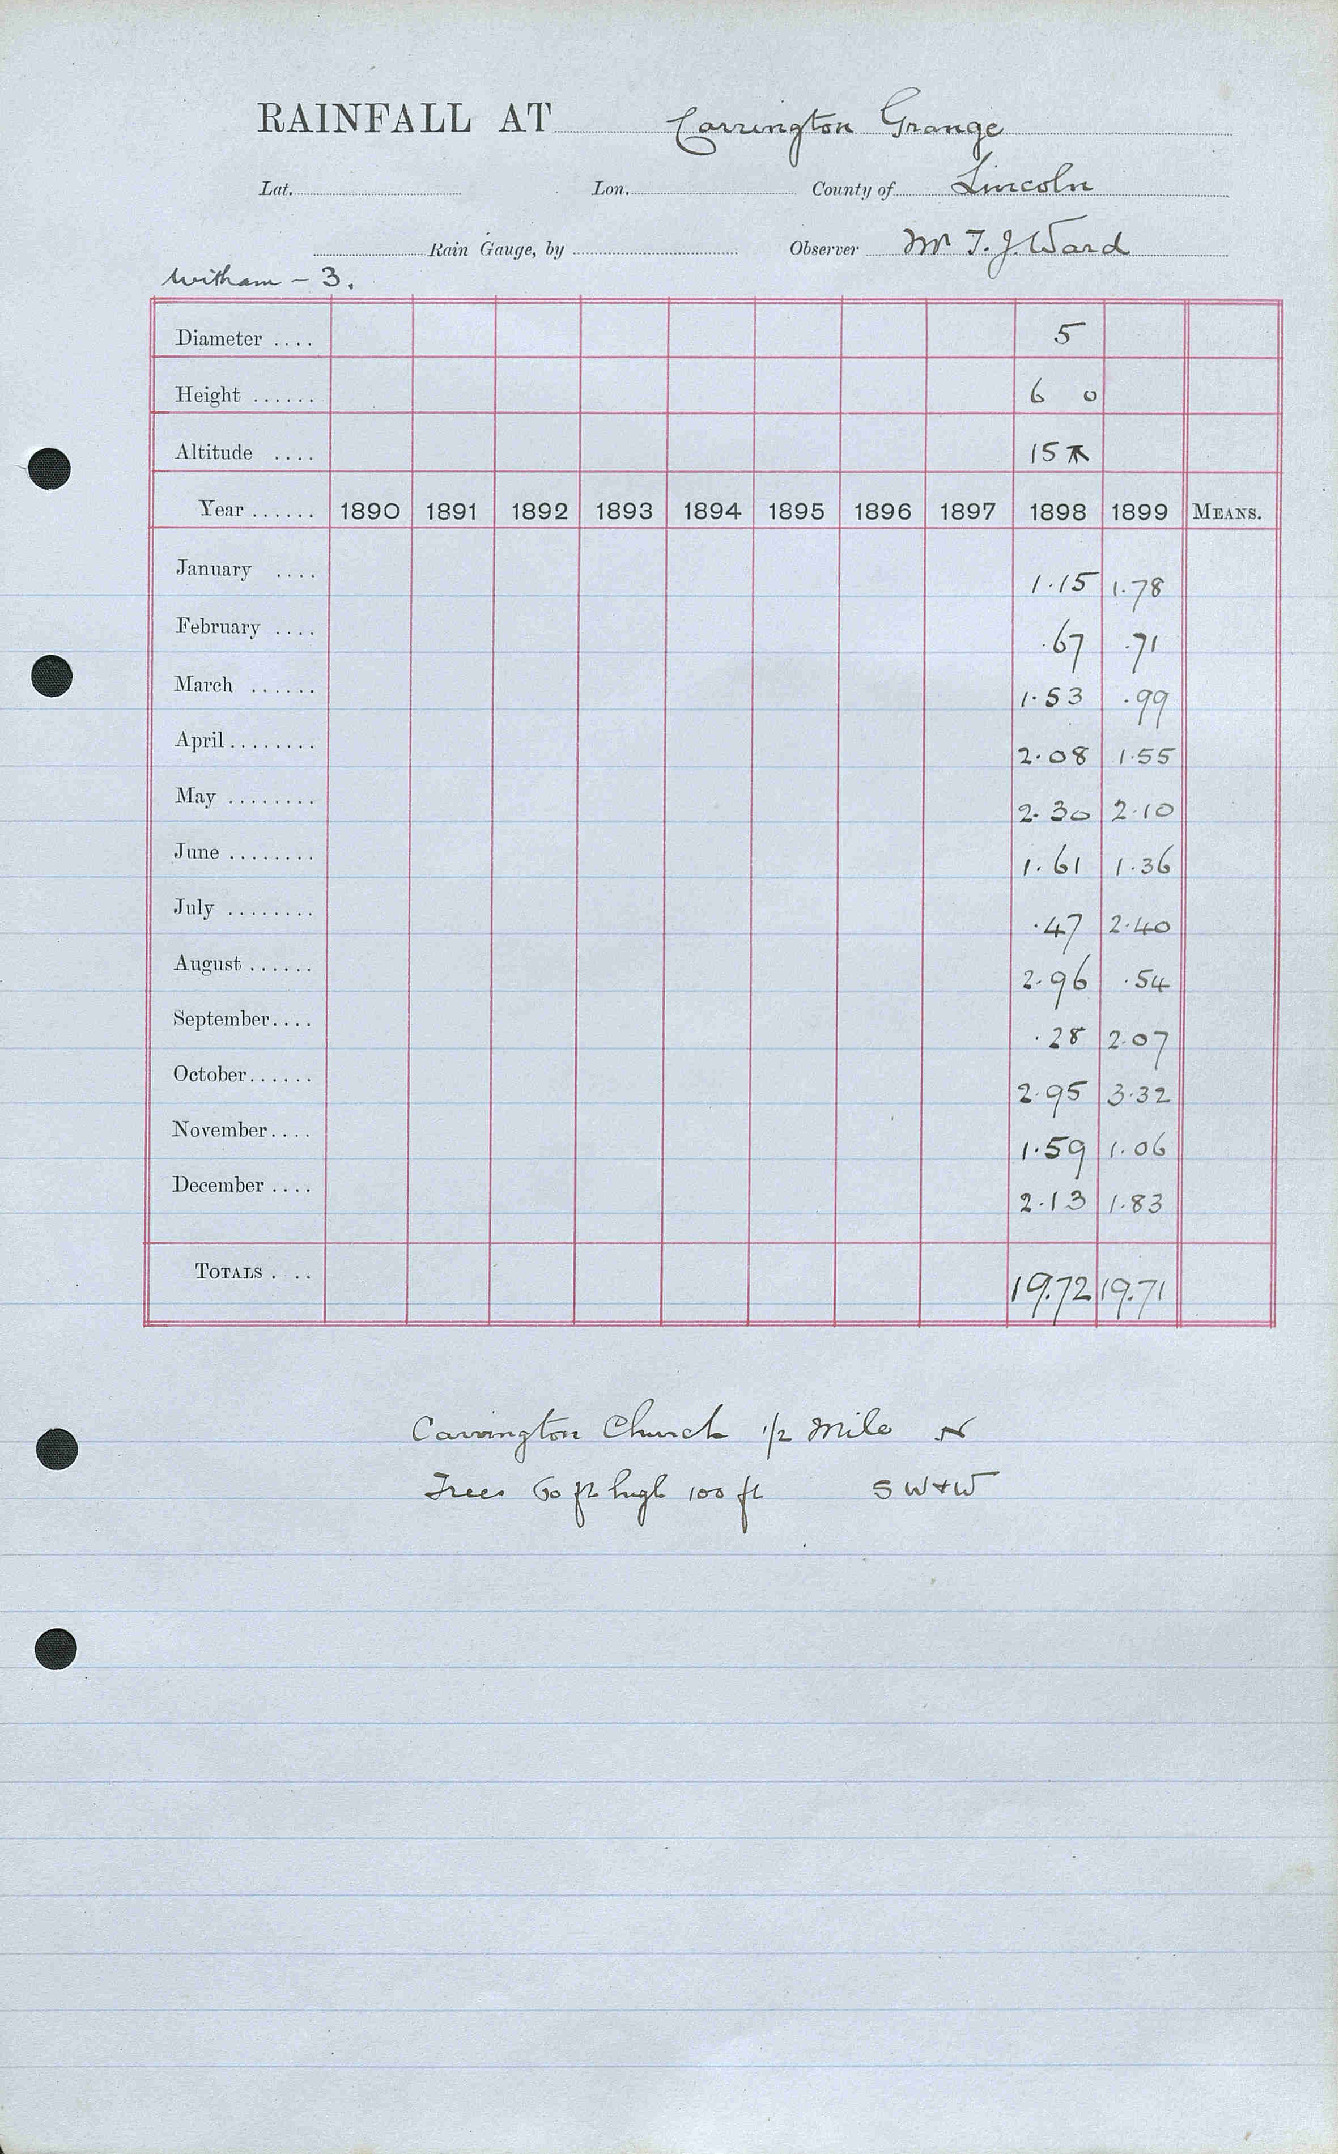 RAINFALL AT Carrington Grange
Lat. Lon. County of Lincoln
Rain Gauge, by Observer Mr T. J. Ward
Witham - 3.
Diameter .... 5
Height ...... 6 0
Altitude .... 15
Year ...... 1890 1891 1892 1893 1894 1895 1896 1897 1898 1899 MEANS.
January .... 1.15 1.78
February .... .67 .71
March ...... 1.53 .99
April ........ 2.08 1.55
May ........ 2.30 2.10
June ........ 1.61 1.36
July ........ .47 2.40
August ...... 2.96 .54
September .... .28 2.07
October ...... 2.95 3.32
November .... 1.59 1.06
December .... 2.13 1.83
TOTALS .... 19.72 19.71
Carrington Church 1/2 Mile N
Trees 60 ft high 100 ft S W + W